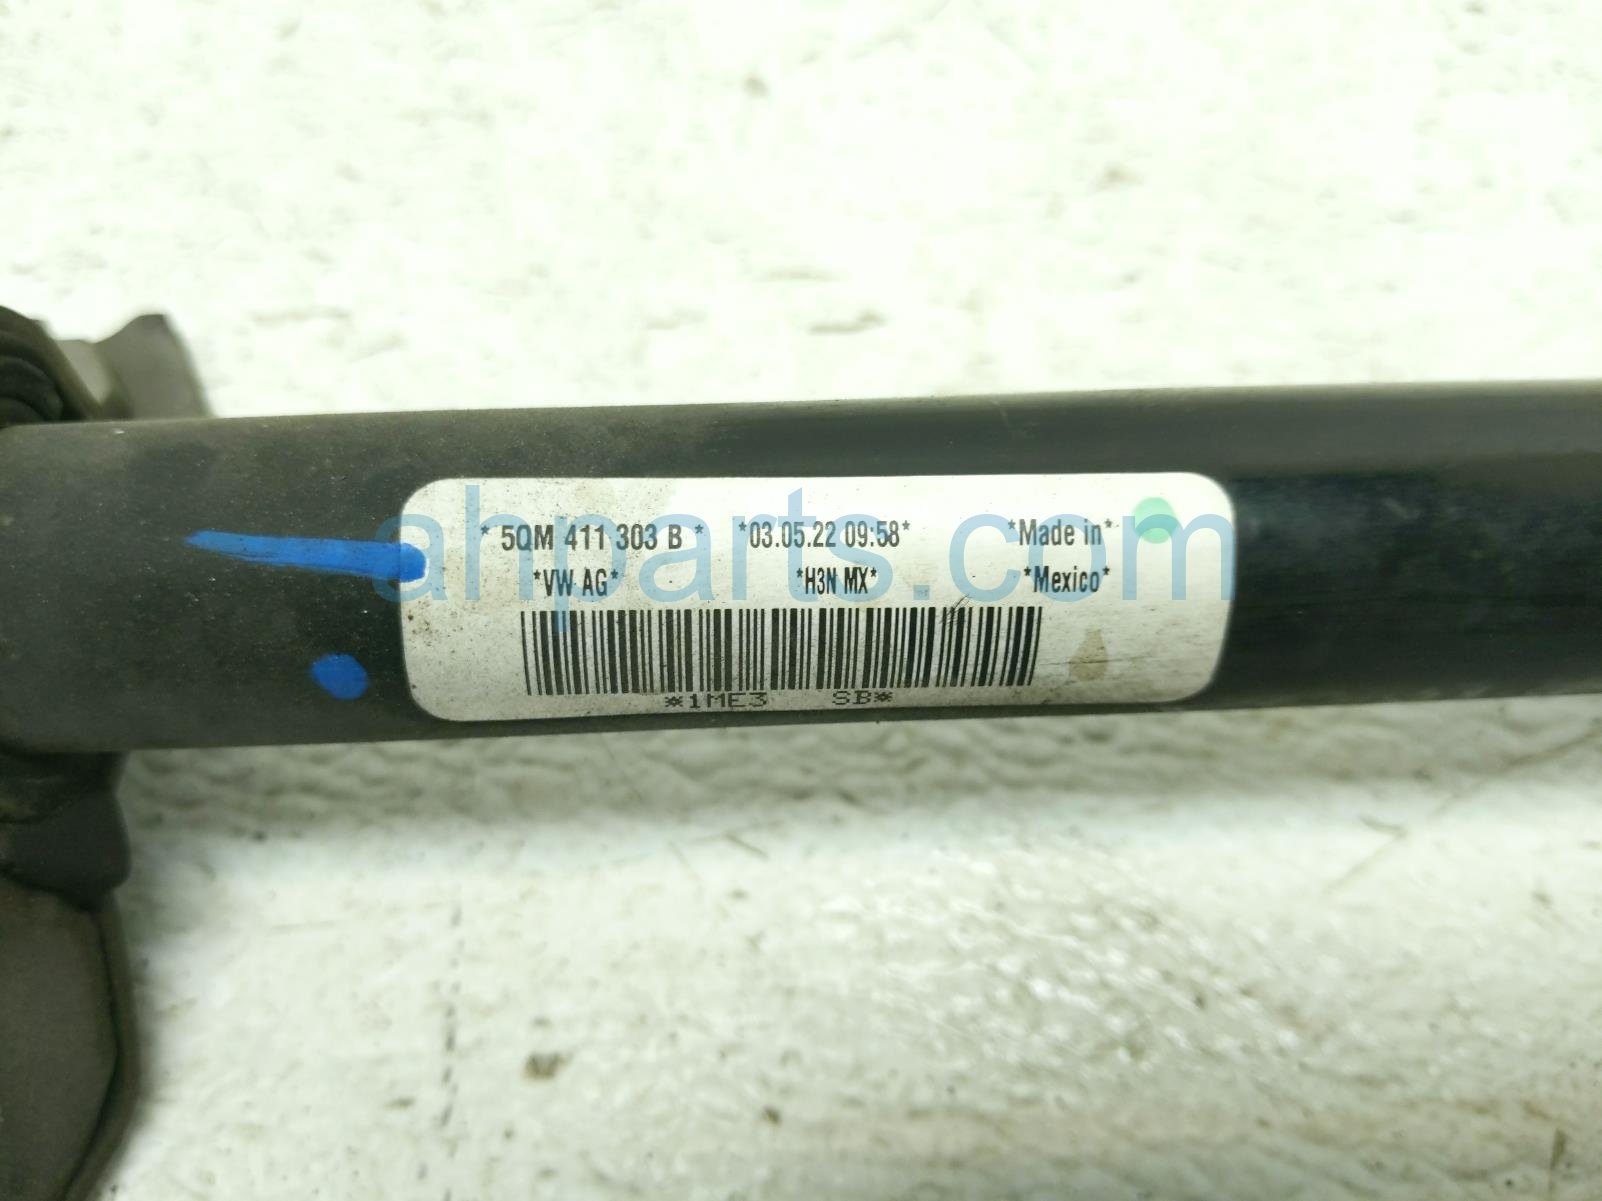 * 5QM 411 303 B * *03.05.22 09:58* *Made in*
*VW AG* *H3N MX* *Mexico*
*1ME3 SB*
ahparts.com